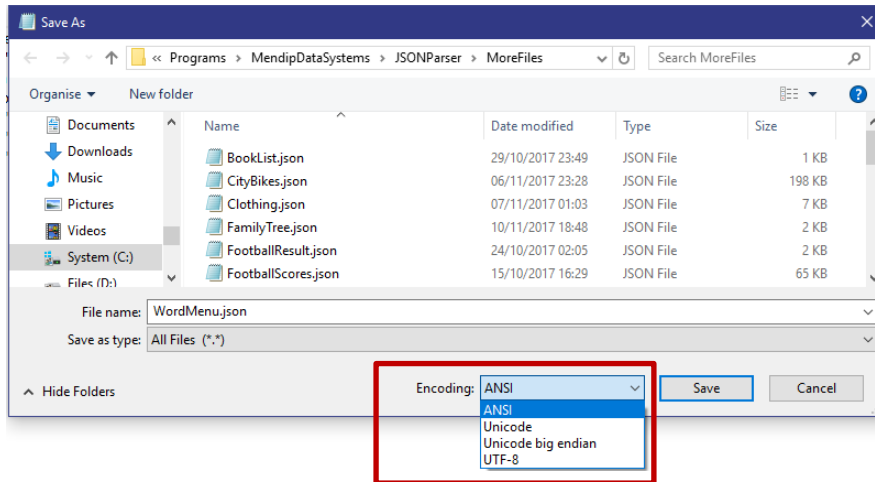 Save As
« Programs > MendipDataSystems > JSONParser > MoreFiles Search MoreFiles
Organise New folder
Documents Name Date modified Type Size
Downloads BookList.json 29/10/2017 23:49 JSON File 1 KB
Music CityBikes.json 06/11/2017 23:28 JSON File 198 KB
Pictures Clothing.json 07/11/2017 01:03 JSON File 7 KB
Videos FamilyTree.json 10/11/2017 18:48 JSON File 2 KB
System (C:) FootballResult.json 24/10/2017 02:05 JSON File 2 KB
Files (D:) FootballScores.json 15/10/2017 16:29 JSON File 65 KB
File name: WordMenu.json
Save as type: All Files (*.*)
Hide Folders Encoding: ANSI Save Cancel
ANSI
Unicode
Unicode big endian
UTF-8